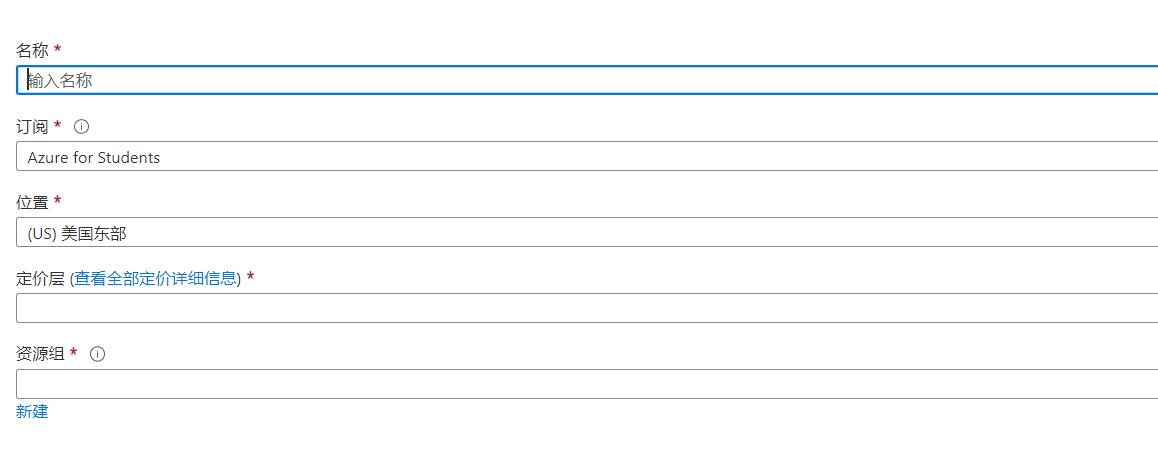 名称 *
输入名称
订阅 *
Azure for Students
位置 *
(US) 美国东部
定价层 (查看全部定价详细信息) *
资源组 *
新建